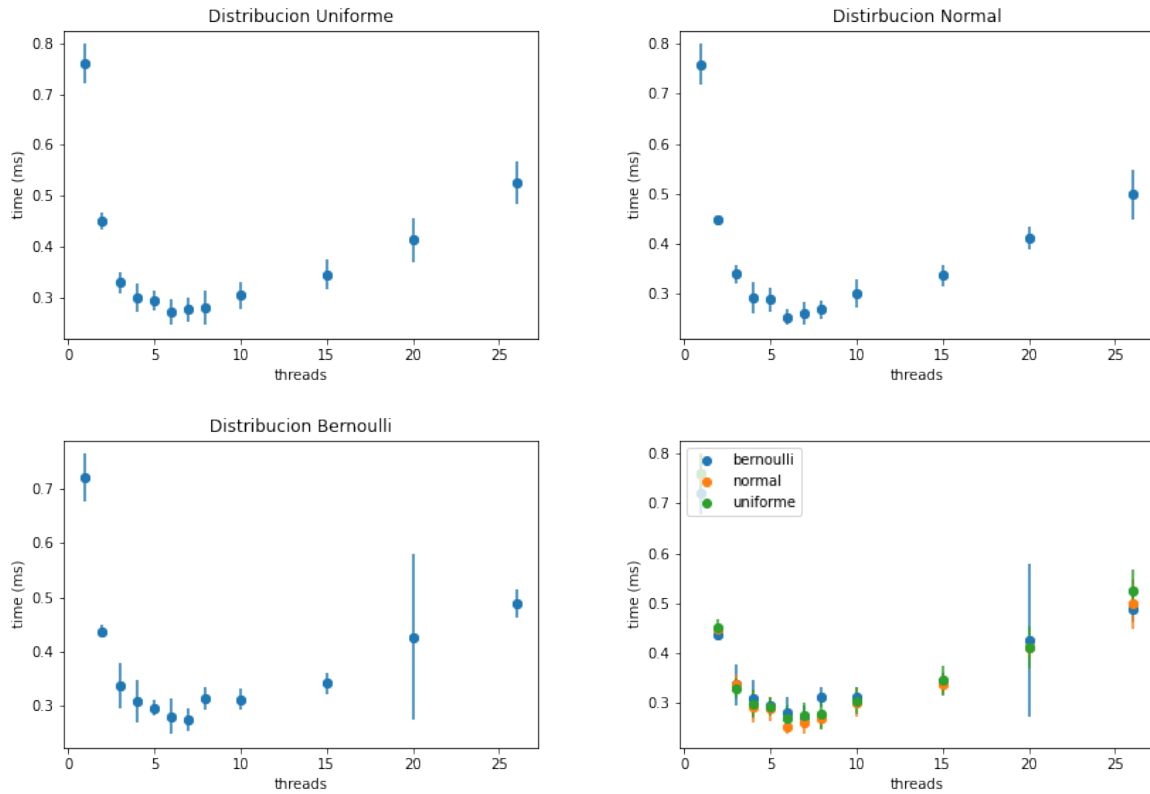 Distribucion Uniforme
0.8
0.7
0.6
0.5
0.4
0.3
time (ms)
0 5 10 15 20 25
threads
Distirbucion Normal
0.8
0.7
0.6
0.5
0.4
0.3
time (ms)
0 5 10 15 20 25
threads
Distribucion Bernoulli
0.7
0.6
0.5
0.4
0.3
time (ms)
0 5 10 15 20 25
threads
bernoulli
normal
uniforme
0.8
0.7
0.6
0.5
0.4
0.3
time (ms)
0 5 10 15 20 25
threads